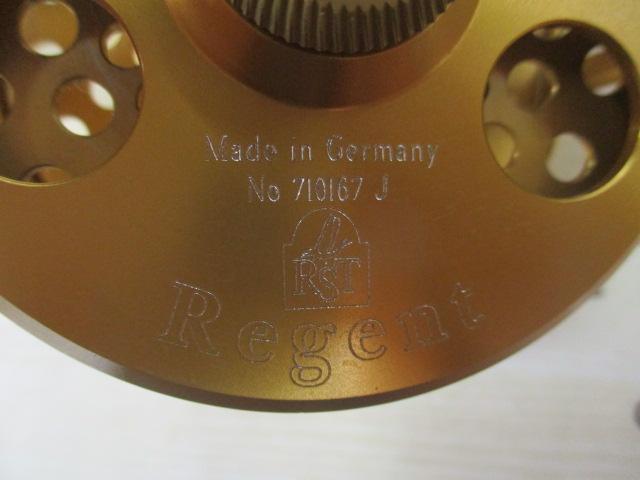 Made in Germany
No 710167 J
RST
Regent